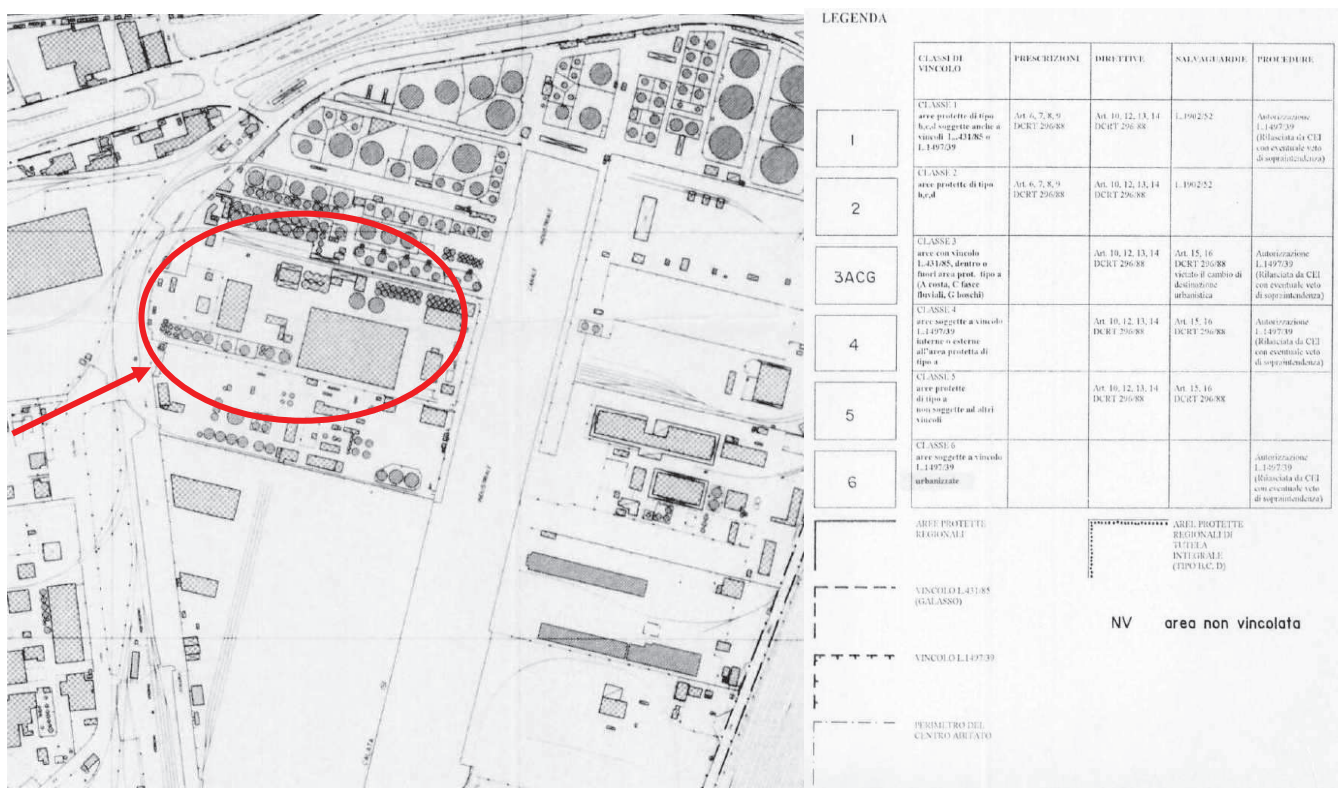 LEGENDA
CLASSI DI
VINCOLO
PRESCRIZIONI
DIRETTIVE
SALVAGUARDIE
PROCEDURE
1
CLASSE 1
aree protette di tipo
b,c,d soggette anche a
vincoli L.431/85 o
L.1497/39
Art. 6, 7, 8, 9
DCRT 296/88
Art. 10, 12, 13, 14
DCRT 296/88
L.1902/52
Autorizzazione
L.1497/39
(Rilasciata da CEI
con eventuale veto
di sopraintendenza)
2
CLASSE 2
aree protette di tipo
b,c,d
Art. 6, 7, 8, 9
DCRT 296/88
Art. 10, 12, 13, 14
DCRT 296/88
L.1902/52
3ACG
CLASSE 3
aree con vincolo
L.431/85, dentro o
fuori area prot. tipo a
(A costa, C fasce
fluviali, G boschi)
Art. 10, 12, 13, 14
DCRT 296/88
Art. 15, 16
DCRT 296/88
vietato il cambio di
destinazione
urbanistica
Autorizzazione
L.1497/39
(Rilasciata da CEI
con eventuale veto
di sopraintendenza)
4
CLASSE 4
aree soggette a vincolo
L.1497/39
interne o esterne
all'area protetta di
tipo a
Art. 10, 12, 13, 14
DCRT 296/88
Art. 15, 16
DCRT 296/88
Autorizzazione
L.1497/39
(Rilasciata da CEI
con eventuale veto
di sopraintendenza)
5
CLASSE 5
aree protette
di tipo a
non soggette ad altri
vincoli
Art. 10, 12, 13, 14
DCRT 296/88
Art. 15, 16
DCRT 296/88
6
CLASSE 6
aree soggette a vincolo
L.1497/39
urbanizzate
Autorizzazione
L.1497/39
(Rilasciata da CEI
con eventuale veto
di sopraintendenza)
AREE PROTETTE
REGIONALI
AREE PROTETTE
REGIONALI DI
TUTELA
INTEGRALE
(TIPO B,C, D)
VINCOLO L.431/85
(GALASSO)
NV area non vincolata
VINCOLO L.1497/39
PERIMETRO DEL
CENTRO ABITATO
INDUSTRIALE
CANALE
INDUSTRIALE
CALATA